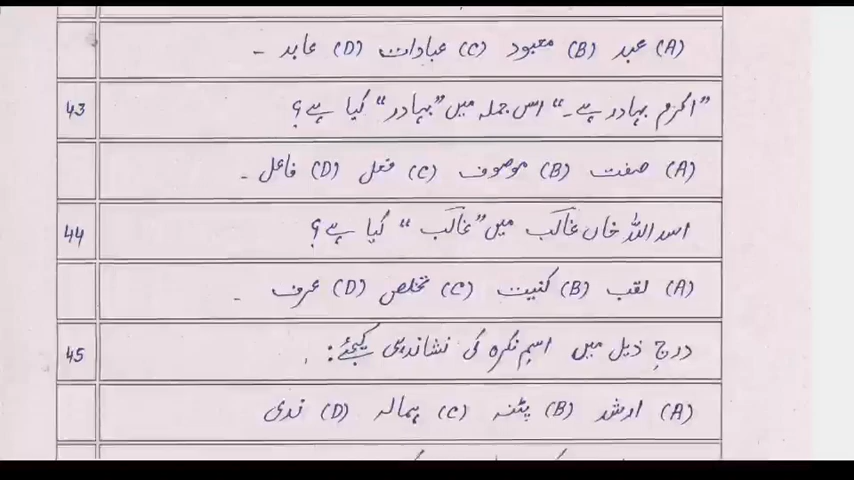 (A) عبد (B) معبود (C) عبادات (D) عابد ۔
43 "اکرم بہادر ہے۔" اس جملہ میں "بہادر" کیا ہے؟
(A) صفت (B) موصوف (C) فعل (D) فاعل ۔
44 اسد اللہ خاں غالب میں "غالب" کیا ہے؟
(A) لقب (B) کنیت (C) تخلص (D) عرف ۔
45 درج ذیل میں اسم نکرہ کی نشاندہی کیجئے:
(A) ارشد (B) پٹنہ (C) ہمالہ (D) ندی